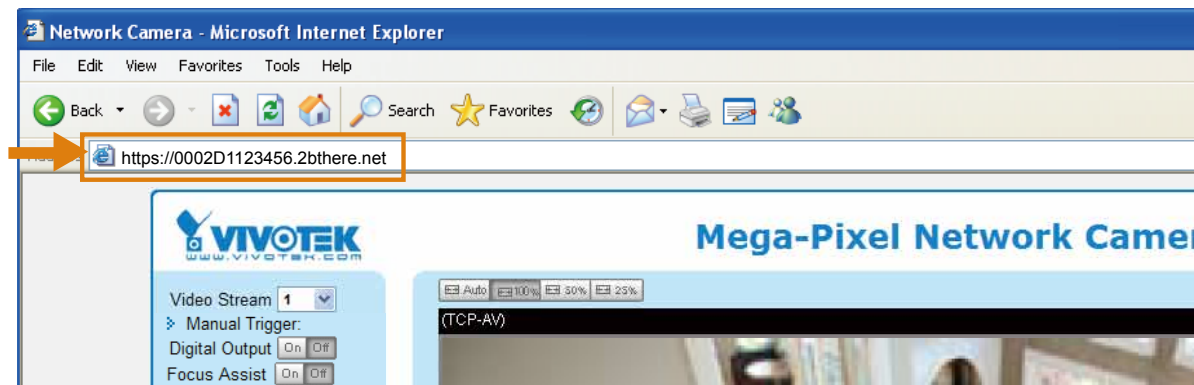 Network Camera - Microsoft Internet Explorer
File Edit View Favorites Tools Help
Back Search Favorites
https://0002D1123456.2bthere.net
VIVOTEK
www.vivotek.com
Mega-Pixel Network Camer
Auto 100% 50% 25%
Video Stream 1
(TCP-AV)
Manual Trigger:
Digital Output On Off
Focus Assist On Off